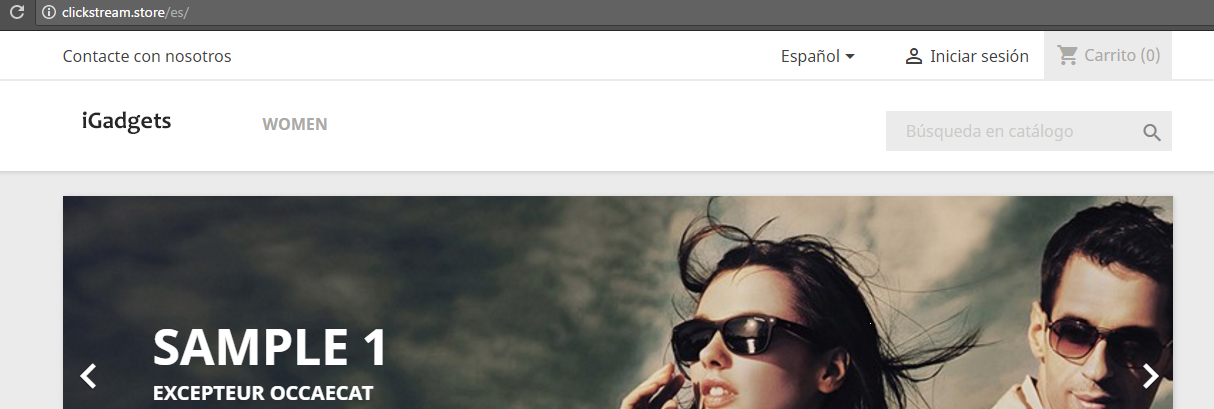 clickstream.store/es/
Contacte con nosotros
Español
Iniciar sesión
Carrito (0)
iGadgets
WOMEN
Búsqueda en catálogo
SAMPLE 1
EXCEPTEUR OCCAECAT